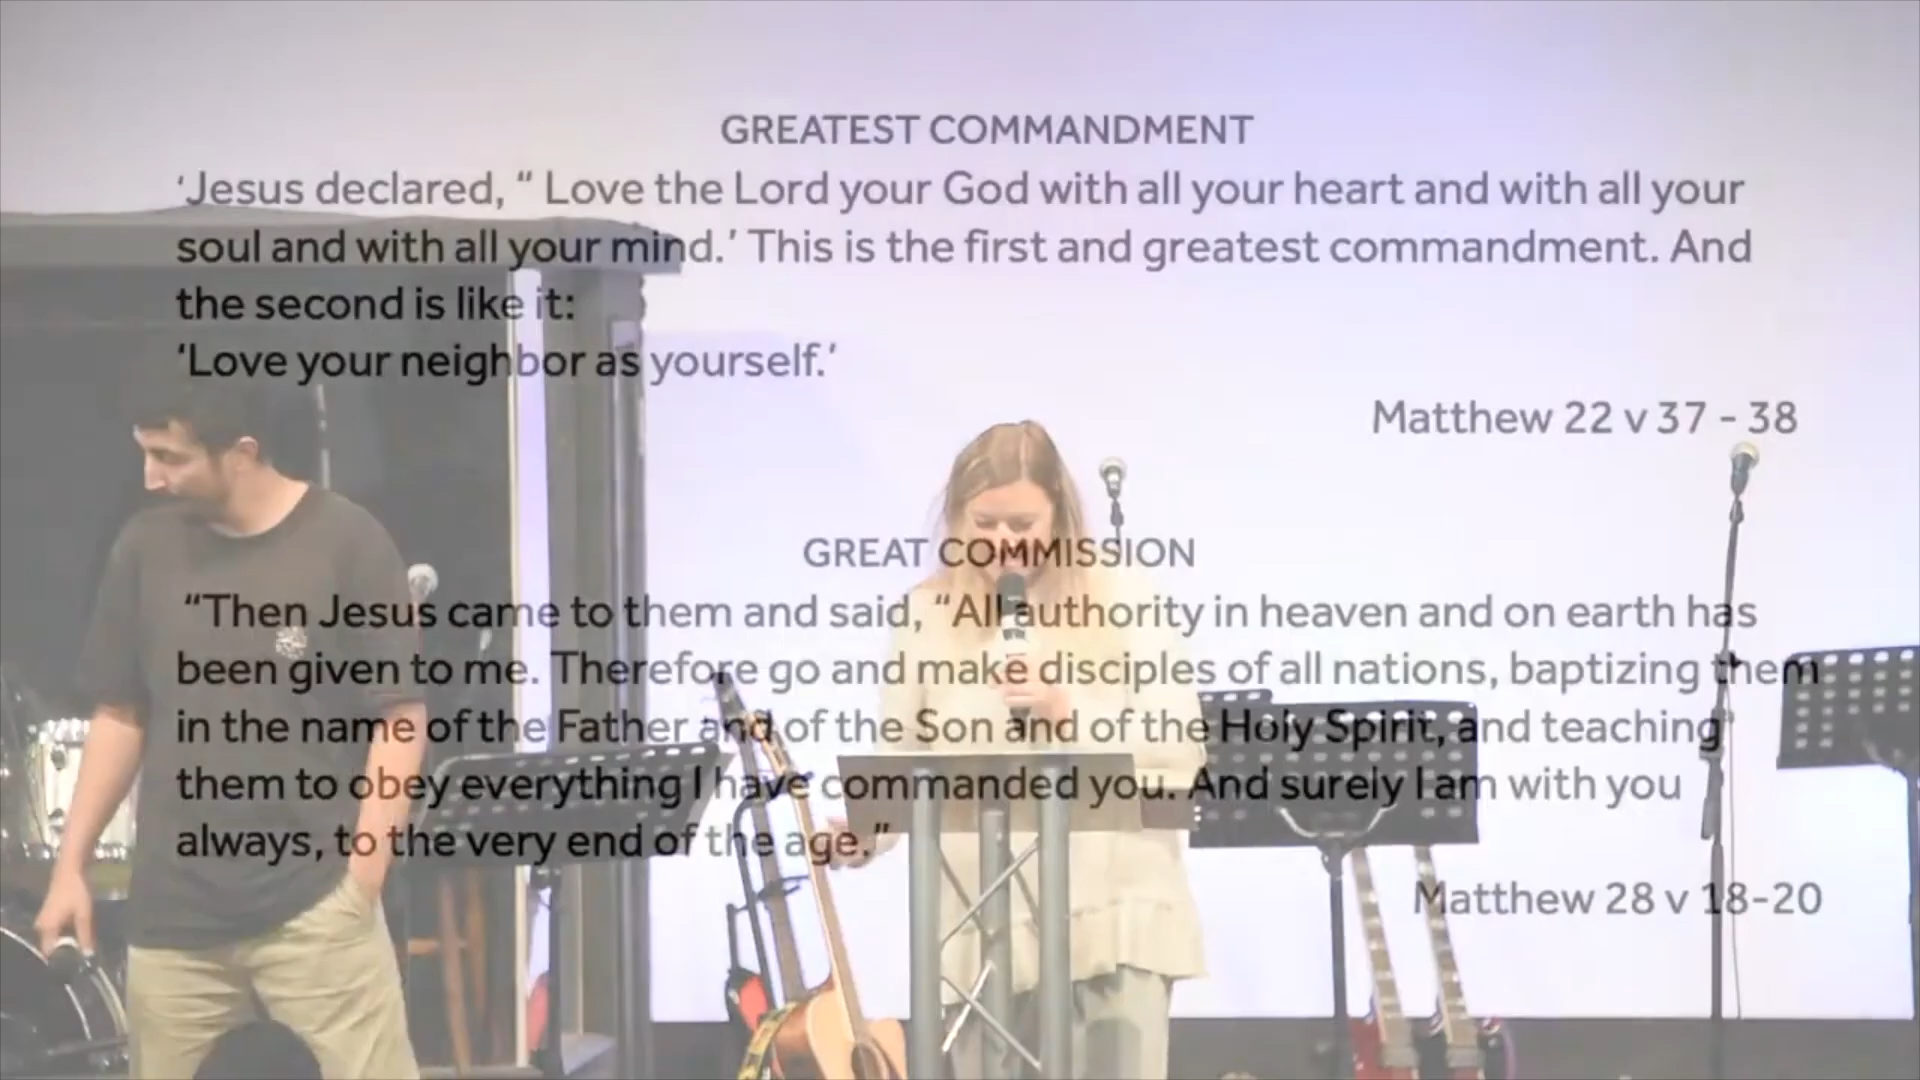 GREATEST COMMANDMENT
‘Jesus declared, “ Love the Lord your God with all your heart and with all your
soul and with all your mind.’ This is the first and greatest commandment. And
the second is like it:
‘Love your neighbor as yourself.’
Matthew 22 v 37 - 38
GREAT COMMISSION
“Then Jesus came to them and said, “All authority in heaven and on earth has
been given to me. Therefore go and make disciples of all nations, baptizing them
in the name of the Father and of the Son and of the Holy Spirit, and teaching
them to obey everything I have commanded you. And surely I am with you
always, to the very end of the age.”
Matthew 28 v 18-20